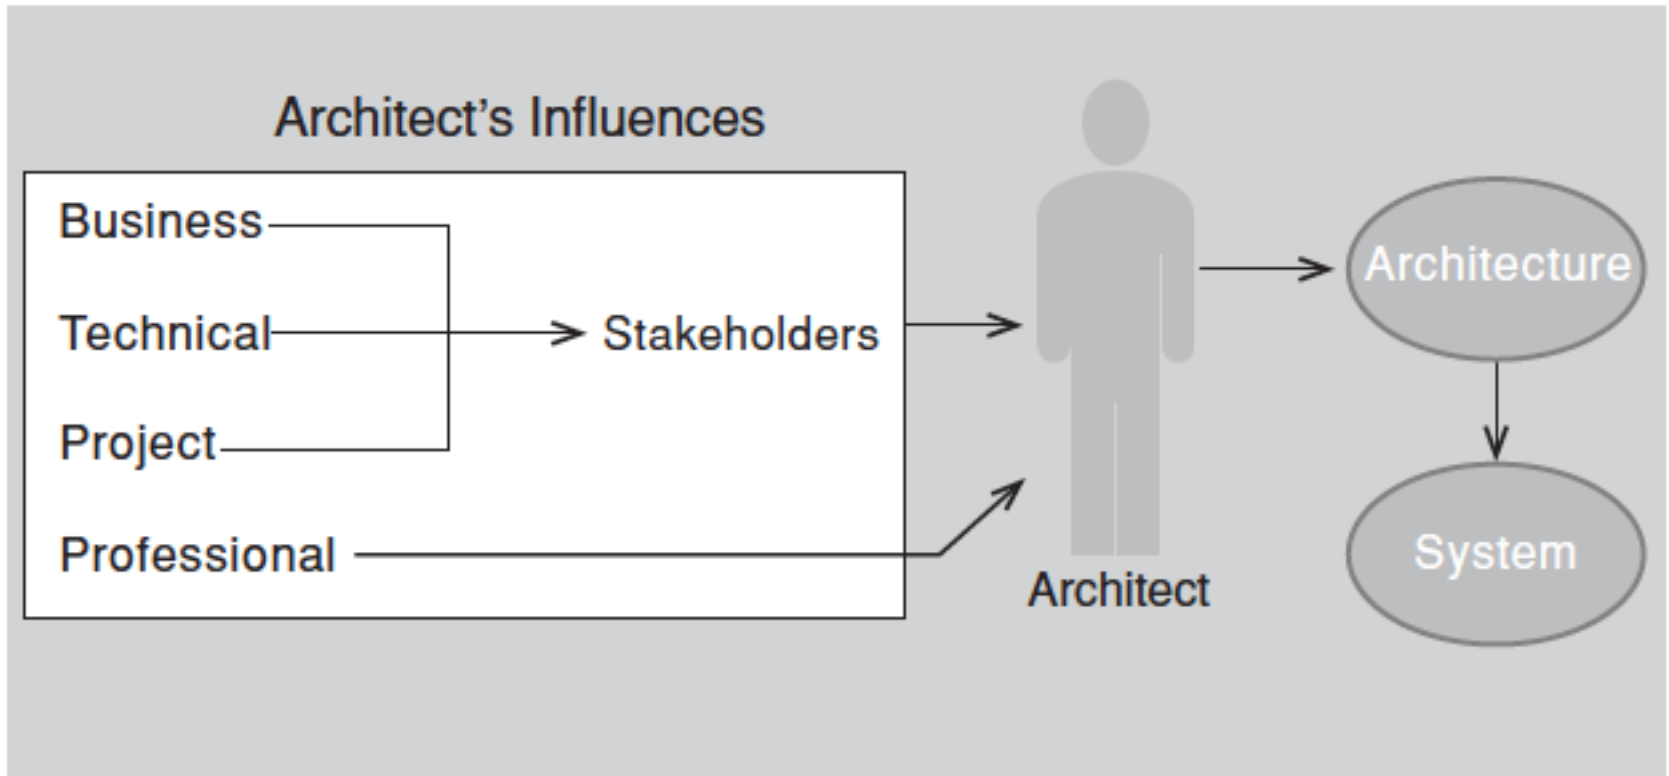 Architect's Influences
Business
Technical
Stakeholders
Project
Professional
Architect
Architecture
System